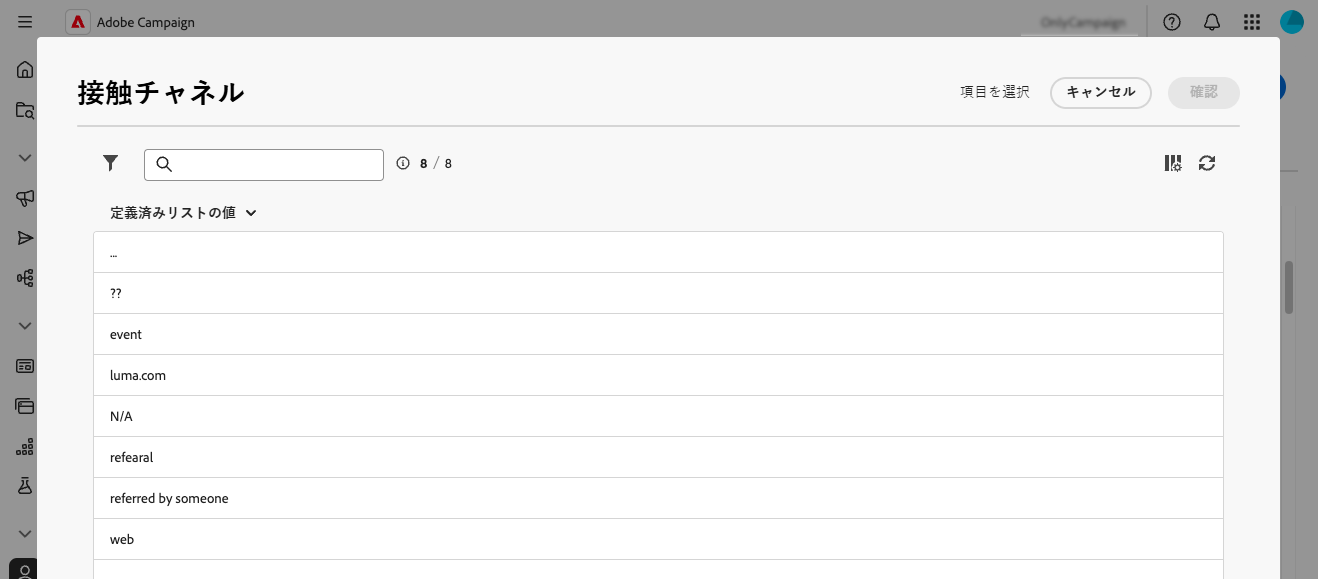 Adobe Campaign
接触チャネル
項目を選択
キャンセル
確認
8 / 8
定義済みリストの値
...
??
event
luma.com
N/A
refearal
referred by someone
web